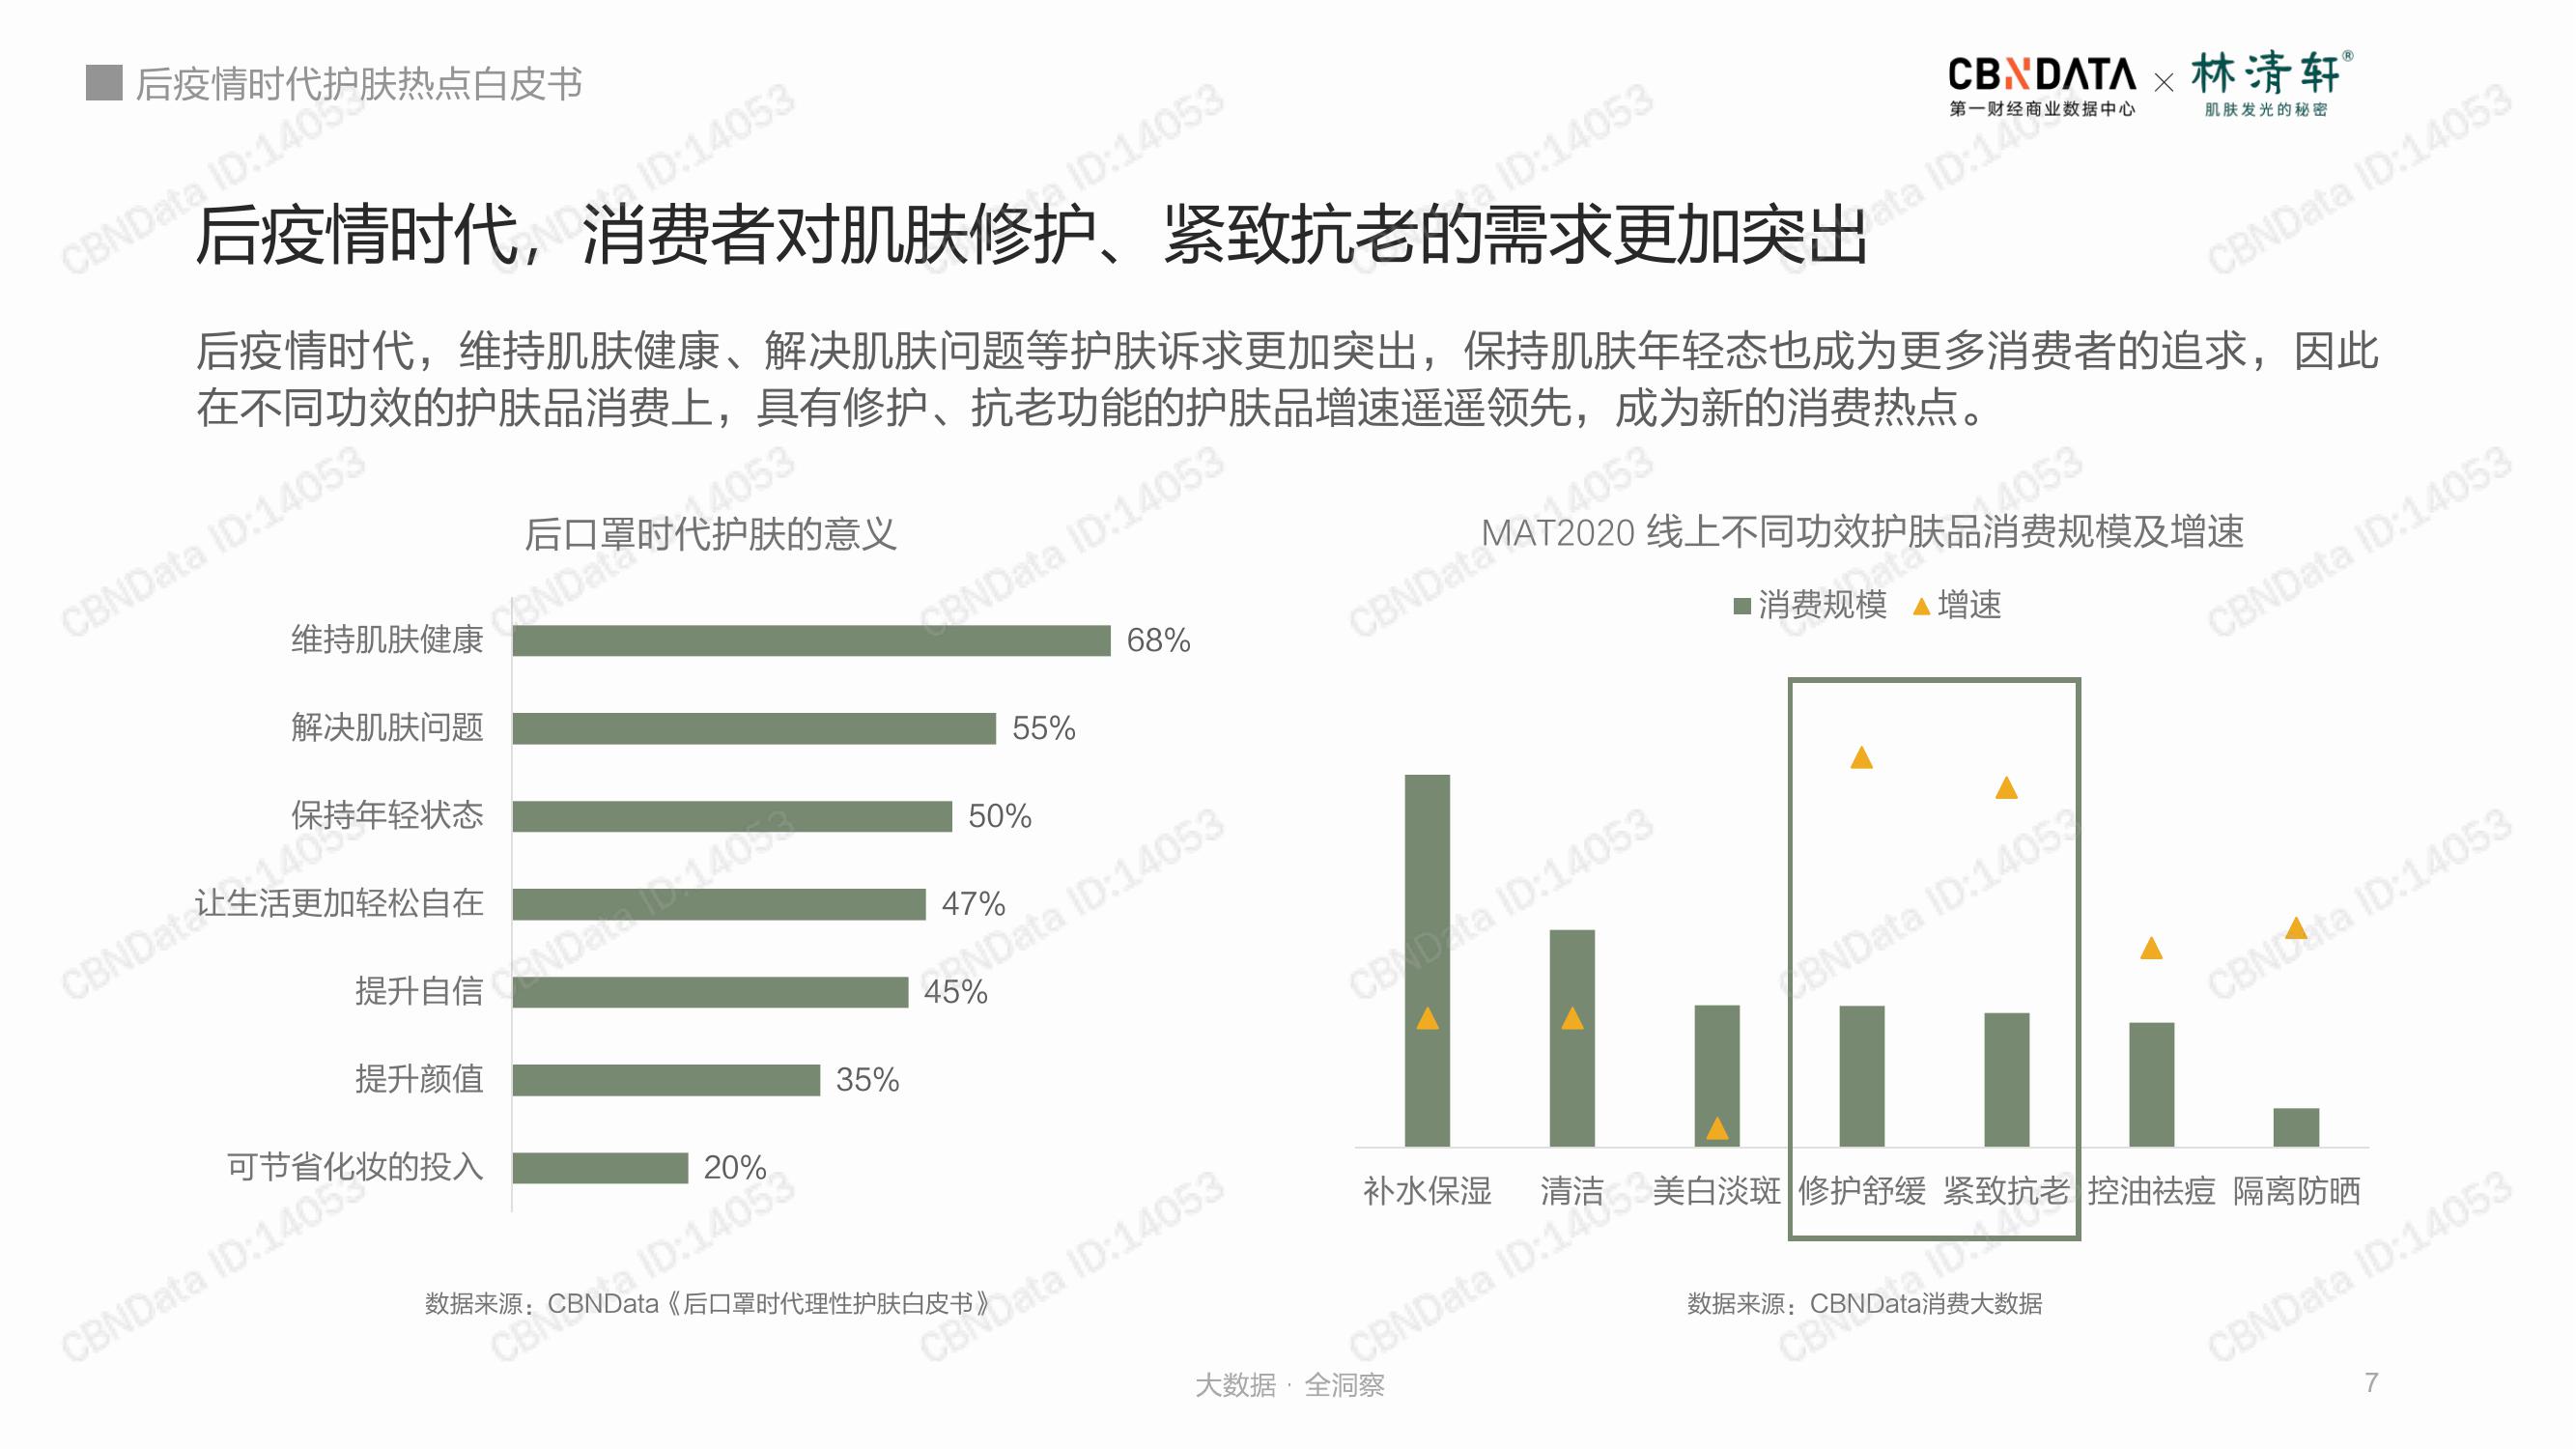 后疫情时代护肤热点白皮书
CBNDATA × 林清轩®
第一财经商业数据中心 肌肤发光的秘密
后疫情时代，消费者对肌肤修护、紧致抗老的需求更加突出
后疫情时代，维持肌肤健康、解决肌肤问题等护肤诉求更加突出，保持肌肤年轻态也成为更多消费者的追求，因此
在不同功效的护肤品消费上，具有修护、抗老功能的护肤品增速遥遥领先，成为新的消费热点。
后口罩时代护肤的意义
维持肌肤健康 68%
解决肌肤问题 55%
保持年轻状态 50%
让生活更加轻松自在 47%
提升自信 45%
提升颜值 35%
可节省化妆的投入 20%
数据来源：CBNData《后口罩时代理性护肤白皮书》
MAT2020 线上不同功效护肤品消费规模及增速
消费规模 增速
补水保湿 清洁 美白淡斑 修护舒缓 紧致抗老 控油祛痘 隔离防晒
数据来源：CBNData消费大数据
大数据 · 全洞察
7
CBNData ID:14053